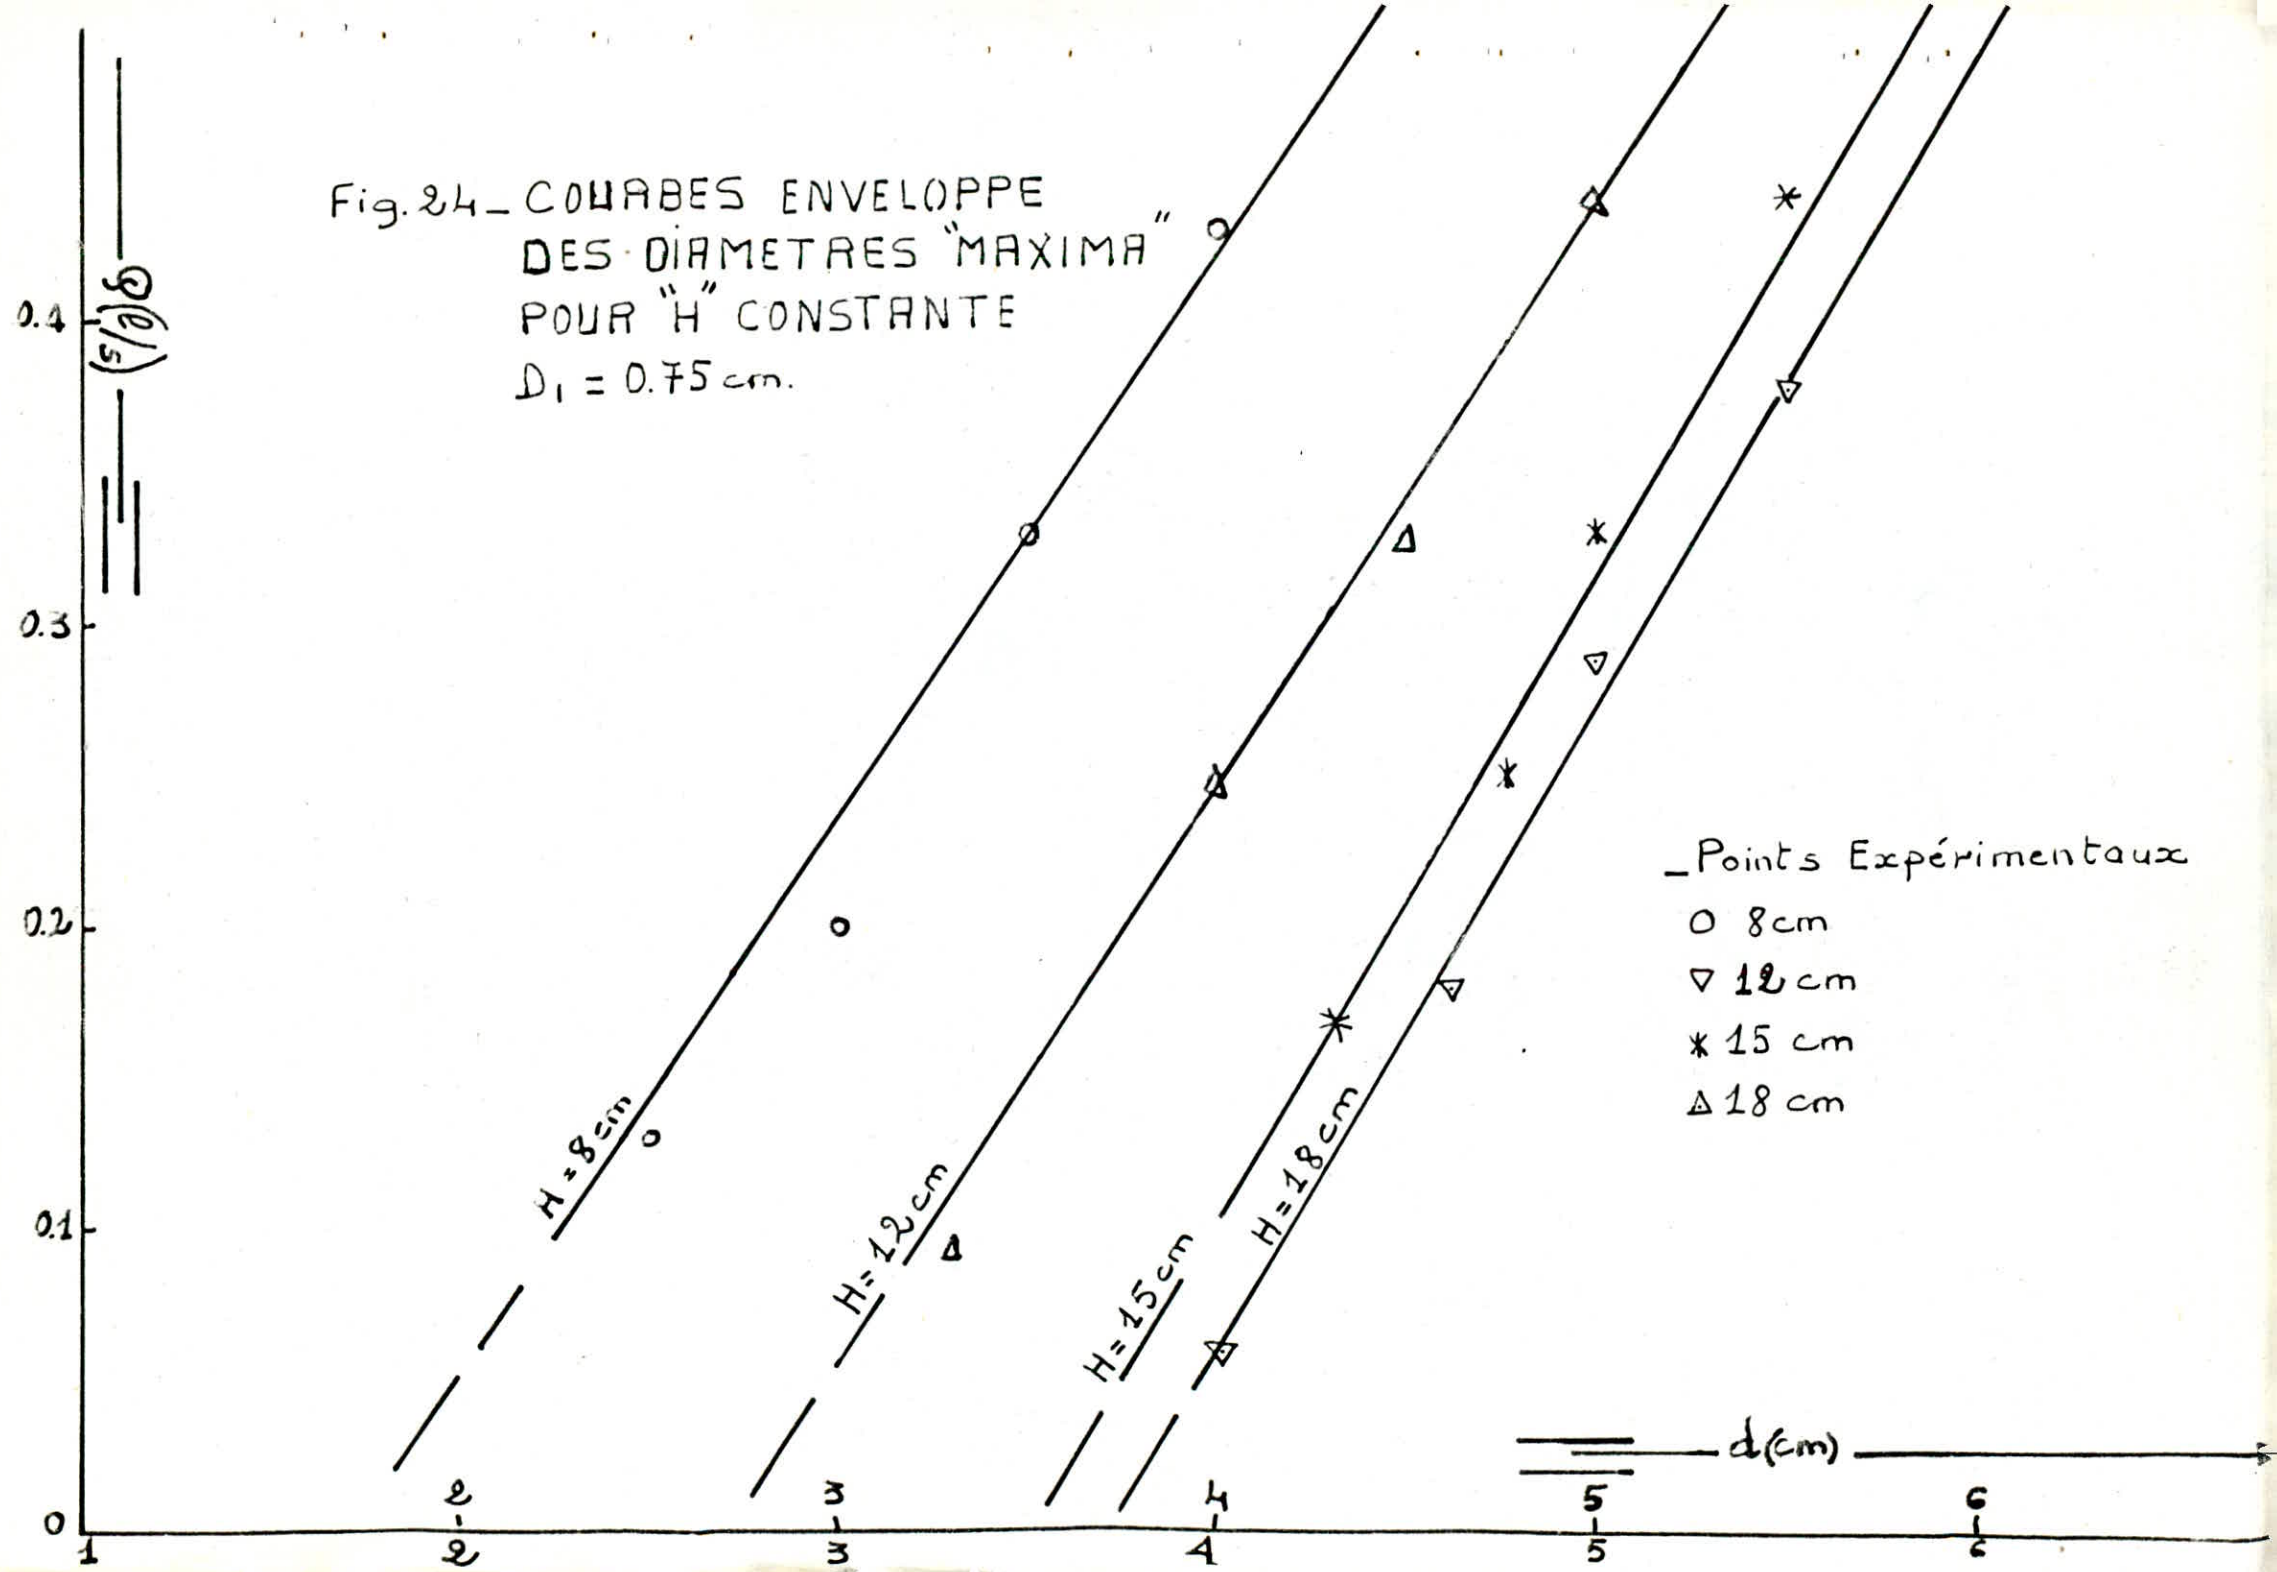 Fig. 24_ COURBES ENVELOPPE
DES DIAMETRES "MAXIMA"
POUR "H" CONSTANTE
D1 = 0.75 cm.
Q(l/s)
0.4
0.3
0.2
0.1
0
H = 8 cm
H = 12 cm
H = 15 cm
H = 18 cm
_Points Expérimentaux
O 8 cm
▽ 12 cm
* 15 cm
△ 18 cm
d(cm)
2 3 4 5 6
1 2 3 4 5 6